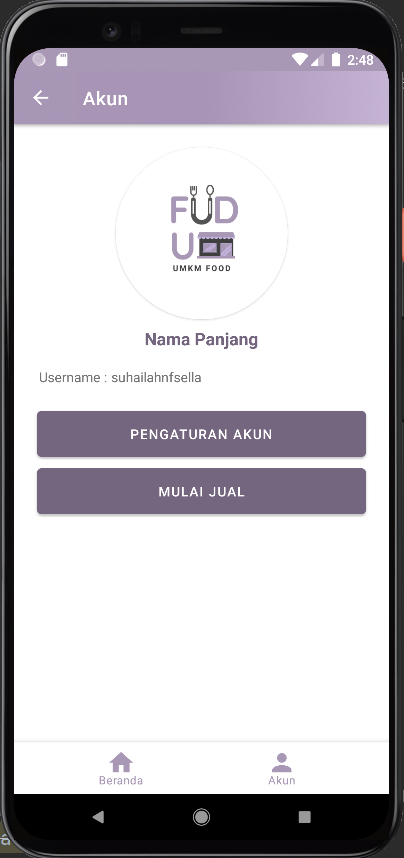 2:48
Akun
FUD
U
UMKM FOOD
Nama Panjang
Username : suhailahnfsella
PENGATURAN AKUN
MULAI JUAL
Beranda
Akun